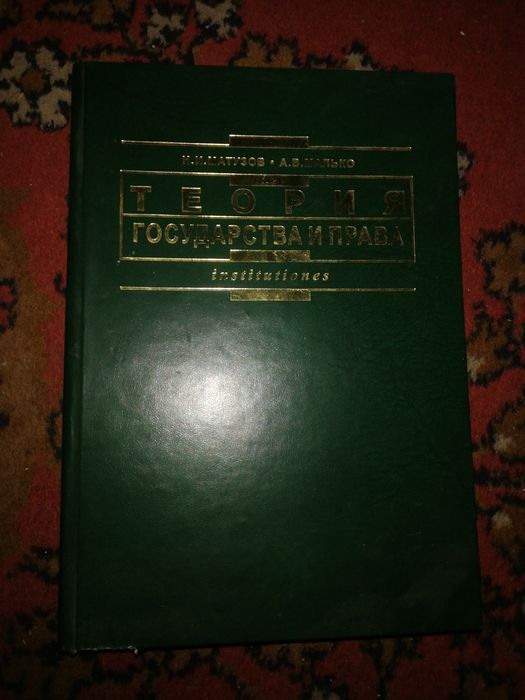 Н.И.МАТУЗОВ • А.В.МАЛЬКО
ТЕОРИЯ
ГОСУДАРСТВА И ПРАВА
institutiones